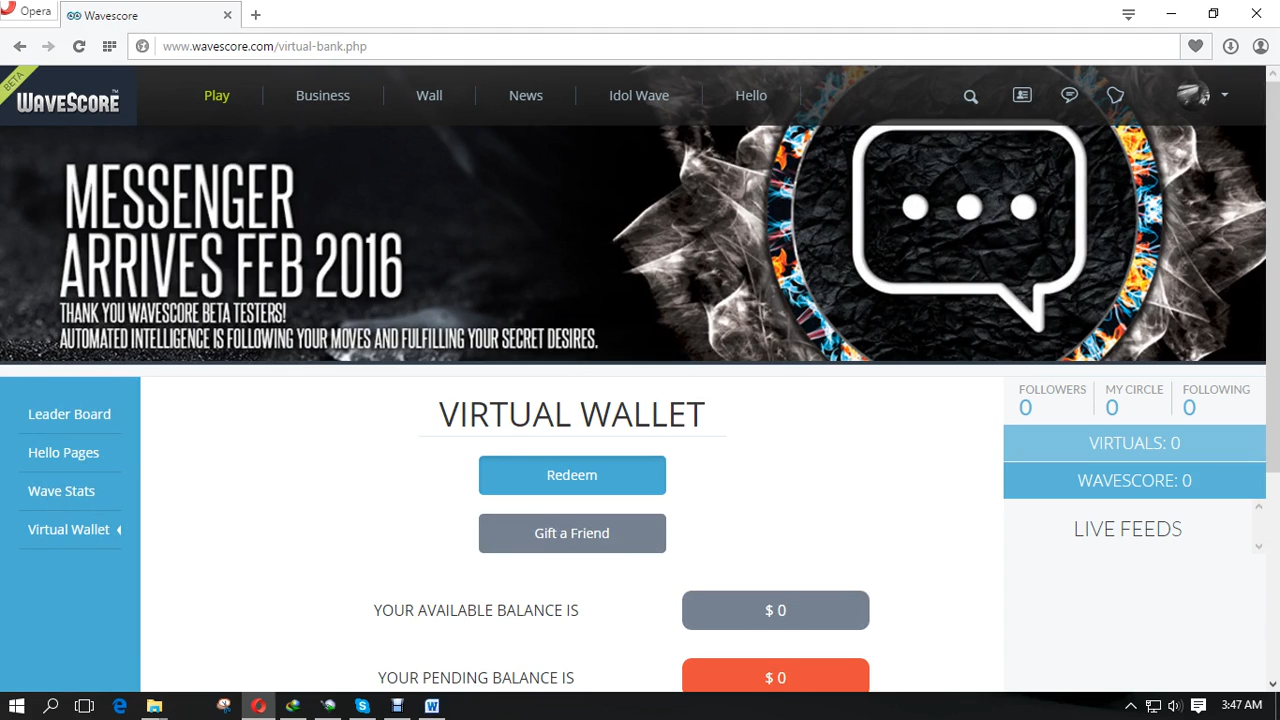 Opera
Wavescore
www.wavescore.com/virtual-bank.php
BETA
WAVESCORE™
Play
Business
Wall
News
Idol Wave
Hello
MESSENGER
ARRIVES FEB 2016
THANK YOU WAVESCORE BETA TESTERS!
AUTOMATED INTELLIGENCE IS FOLLOWING YOUR MOVES AND FULFILLING YOUR SECRET DESIRES.
Leader Board
Hello Pages
Wave Stats
Virtual Wallet
VIRTUAL WALLET
Redeem
Gift a Friend
YOUR AVAILABLE BALANCE IS
$ 0
YOUR PENDING BALANCE IS
$ 0
FOLLOWERS
0
MY CIRCLE
0
FOLLOWING
0
VIRTUALS: 0
WAVESCORE: 0
LIVE FEEDS
3:47 AM